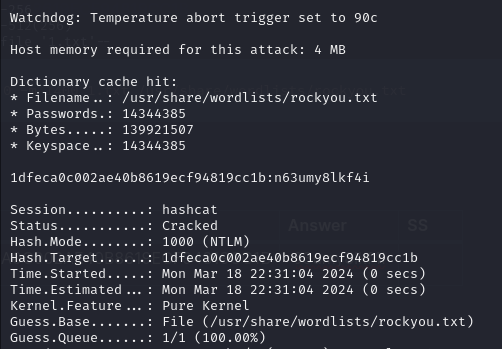 Watchdog: Temperature abort trigger set to 90c
Host memory required for this attack: 4 MB
Dictionary cache hit:
* Filename..: /usr/share/wordlists/rockyou.txt
* Passwords.: 14344385
* Bytes.....: 139921507
* Keyspace..: 14344385
1dfeca0c002ae40b8619ecf94819cc1b:n63umy8lkf4i
Session..........: hashcat
Status...........: Cracked
Hash.Mode........: 1000 (NTLM)
Hash.Target......: 1dfeca0c002ae40b8619ecf94819cc1b
Time.Started.....: Mon Mar 18 22:31:04 2024 (0 secs)
Time.Estimated...: Mon Mar 18 22:31:04 2024 (0 secs)
Kernel.Feature...: Pure Kernel
Guess.Base.......: File (/usr/share/wordlists/rockyou.txt)
Guess.Queue......: 1/1 (100.00%)
Answer SS